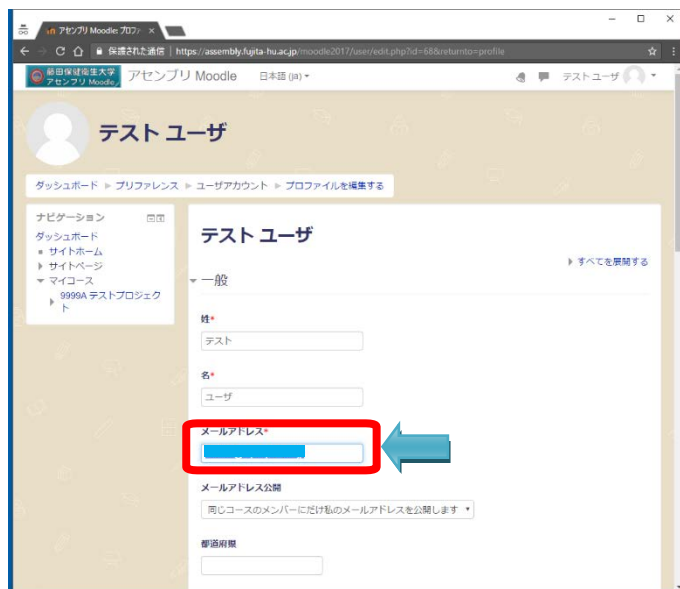 アセンブリ Moodle: プロフ
保護された通信 | https://assembly.fujita-hu.ac.jp/moodle2017/user/edit.php?id=68&returnto=profile
藤田保健衛生大学
アセンブリ Moodle
アセンブリ Moodle 日本語 (ja)
テスト ユーザ
テスト ユーザ
ダッシュボード ▶ プリファレンス ▶ ユーザアカウント ▶ プロファイルを編集する
ナビゲーション
ダッシュボード
サイトホーム
サイトページ
マイコース
9999A テストプロジェク
ト
テスト ユーザ
すべてを展開する
一般
姓*
テスト
名*
ユーザ
メールアドレス*
メールアドレス公開
同じコースのメンバーにだけ私のメールアドレスを公開します
都道府県